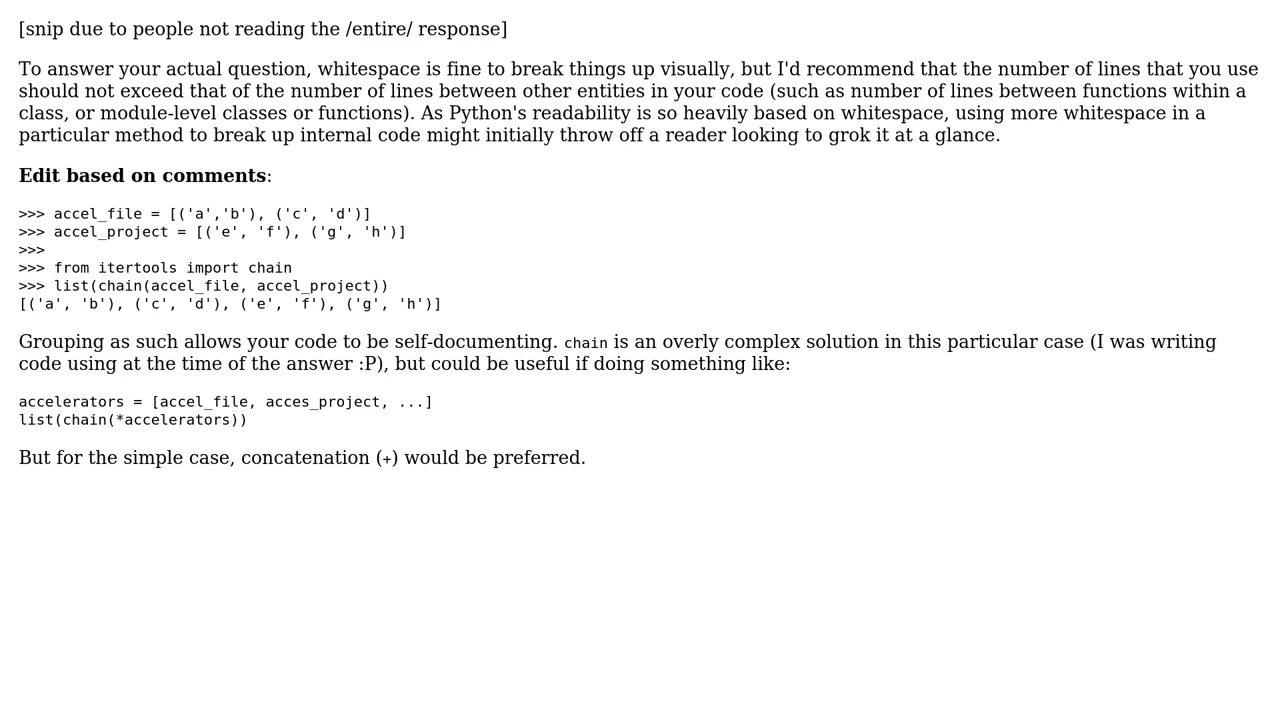 [snip due to people not reading the /entire/ response]
To answer your actual question, whitespace is fine to break things up visually, but I'd recommend that the number of lines that you use
should not exceed that of the number of lines between other entities in your code (such as number of lines between functions within a
class, or module-level classes or functions). As Python's readability is so heavily based on whitespace, using more whitespace in a
particular method to break up internal code might initially throw off a reader looking to grok it at a glance.
Edit based on comments:
>>> accel_file = [('a','b'), ('c', 'd')]
>>> accel_project = [('e', 'f'), ('g', 'h')]
>>>
>>> from itertools import chain
>>> list(chain(accel_file, accel_project))
[('a', 'b'), ('c', 'd'), ('e', 'f'), ('g', 'h')]
Grouping as such allows your code to be self-documenting. chain is an overly complex solution in this particular case (I was writing
code using at the time of the answer :P), but could be useful if doing something like:
accelerators = [accel_file, acces_project, ...]
list(chain(*accelerators))
But for the simple case, concatenation (+) would be preferred.